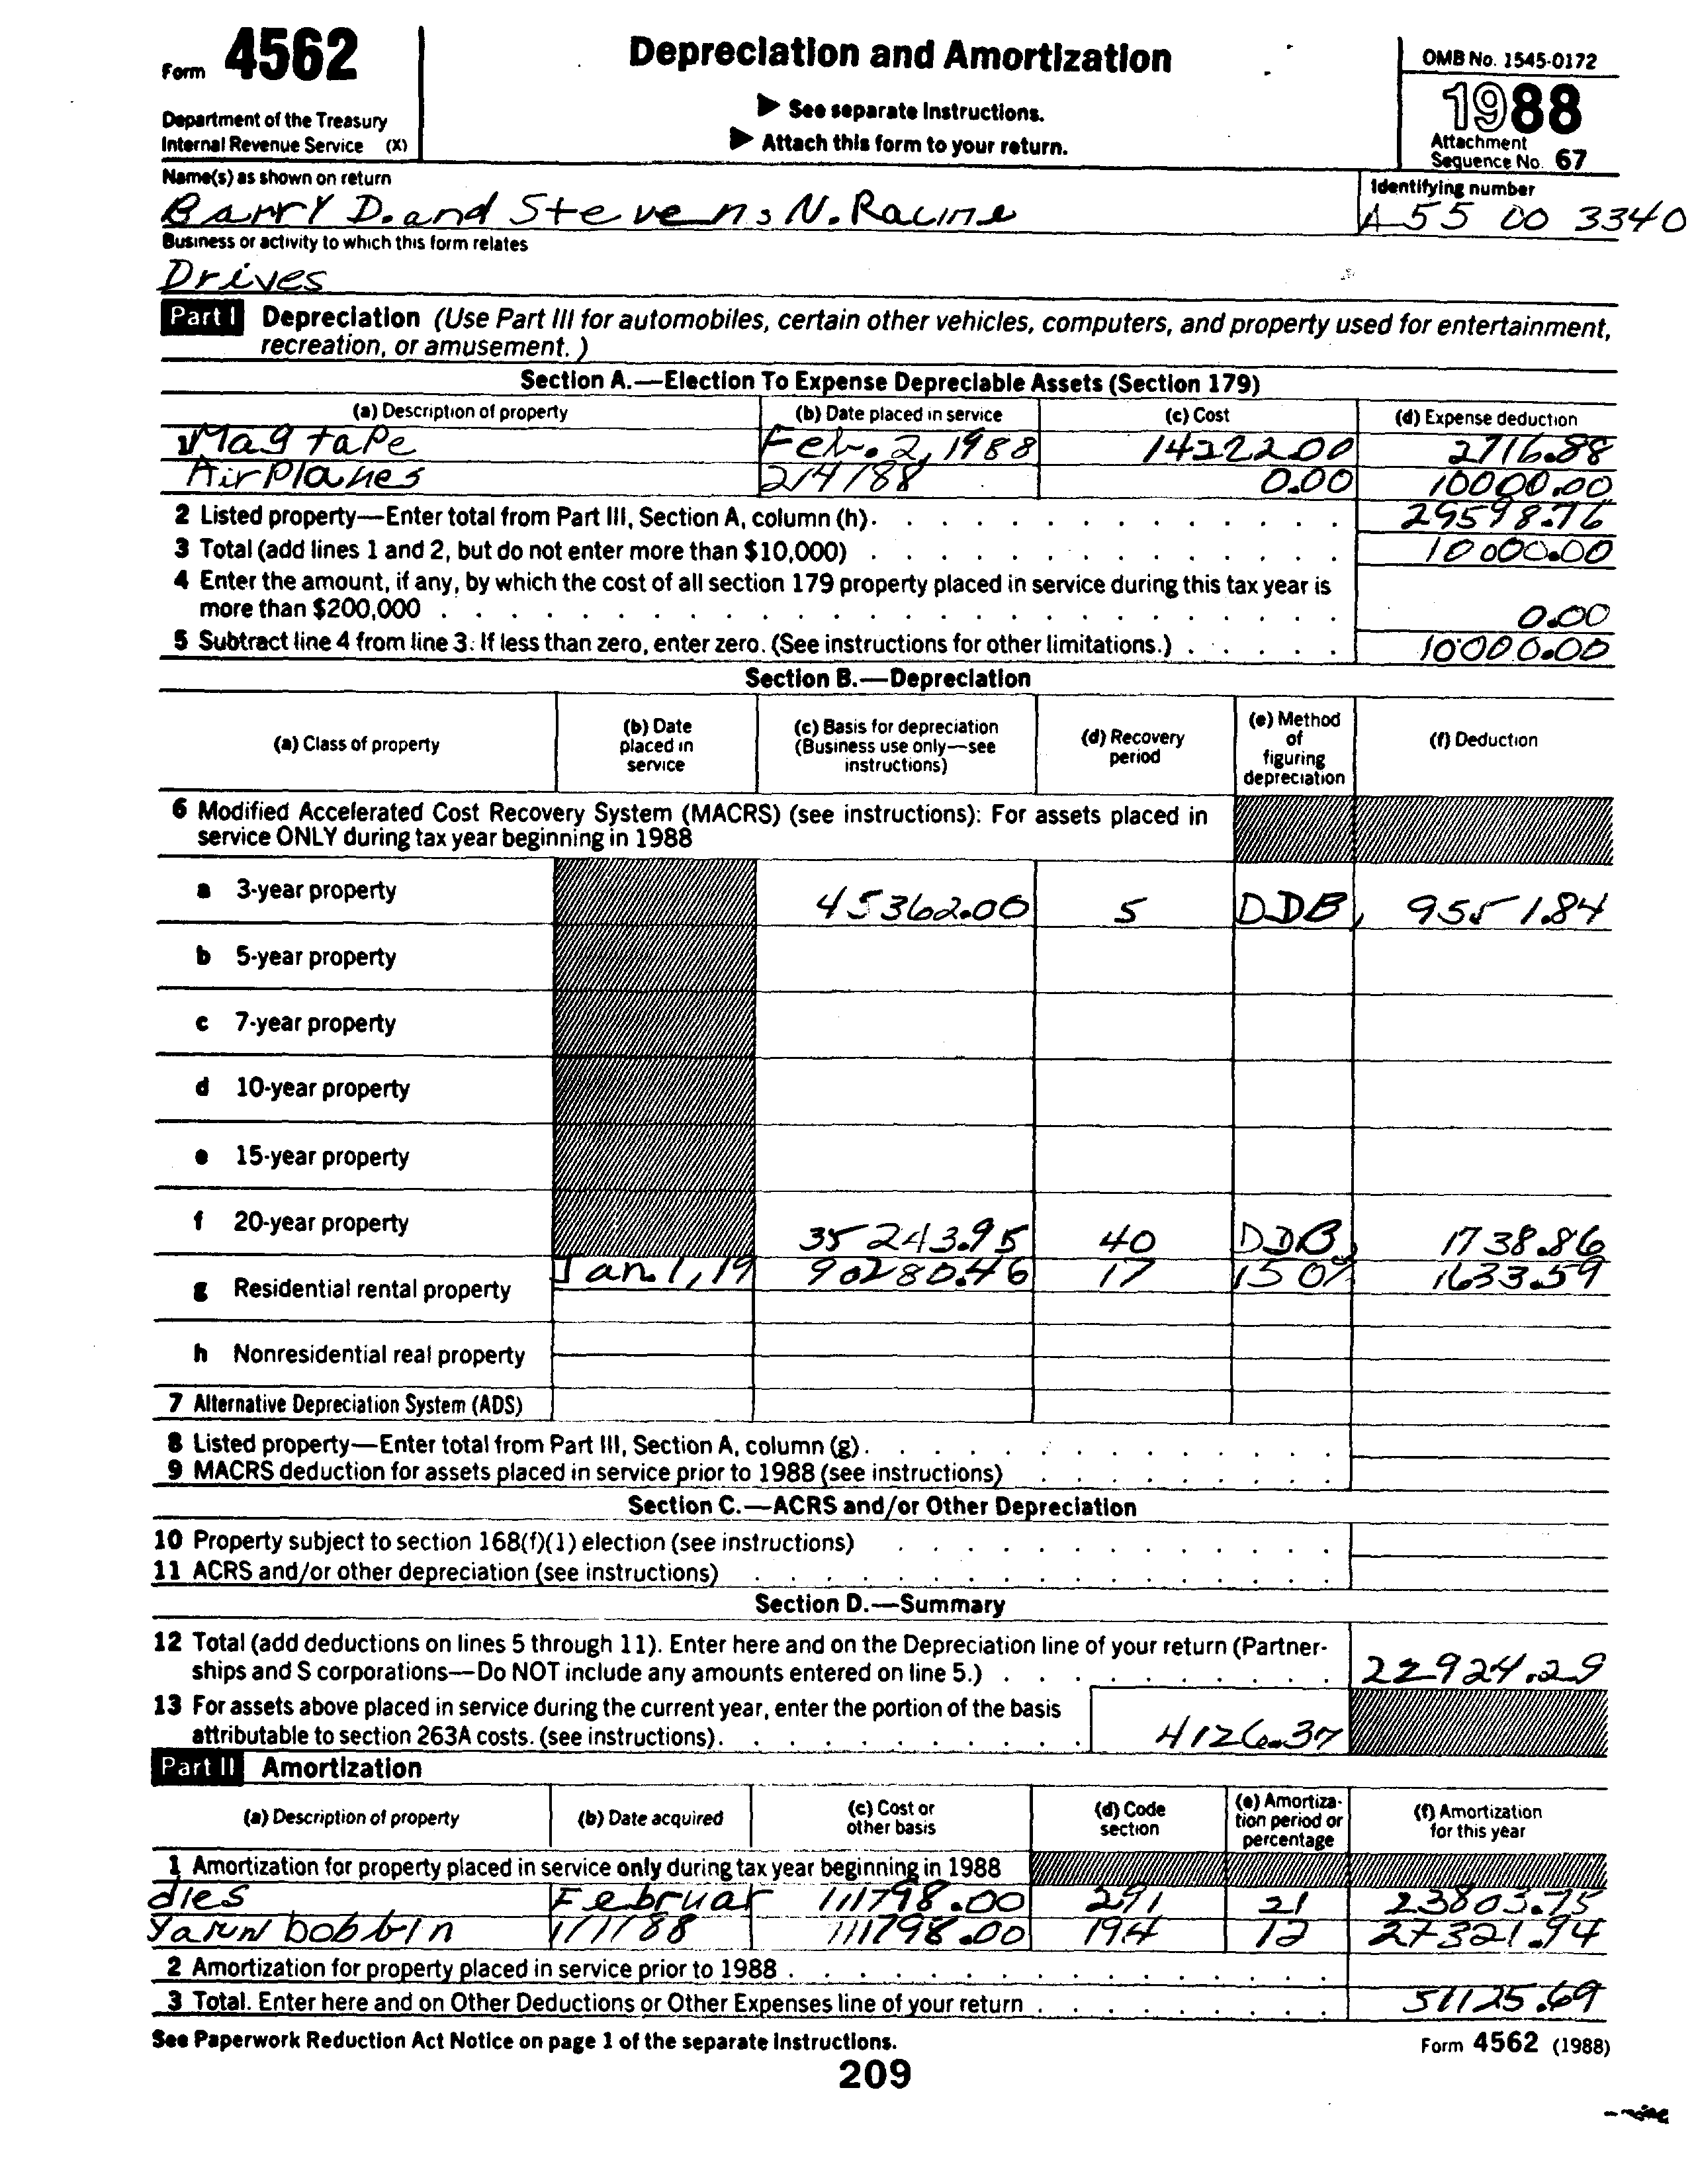 Form 4562
Department of the Treasury
Internal Revenue Service (X)
Depreciation and Amortization
▶ See separate Instructions.
▶ Attach this form to your return.
OMB No. 1545-0172
1988
Attachment
Sequence No. 67
Name(s) as shown on return
Identifying number
Barry D. and Stevens N. Racine
A 55 00 3340
Business or activity to which this form relates
Drives
Part I Depreciation (Use Part III for automobiles, certain other vehicles, computers, and property used for entertainment,
recreation, or amusement.)
Section A.—Election To Expense Depreciable Assets (Section 179)
(a) Description of property (b) Date placed in service (c) Cost (d) Expense deduction
Mag tape Feb. 2, 1988 14222.00 2716.88
Airplanes 2/4/88 0.00 10000.00
2 Listed property—Enter total from Part III, Section A, column (h). 29598.76
3 Total (add lines 1 and 2, but do not enter more than $10,000) 10000.00
4 Enter the amount, if any, by which the cost of all section 179 property placed in service during this tax year is
more than $200,000 0.00
5 Subtract line 4 from line 3. If less than zero, enter zero. (See instructions for other limitations.) 10000.00
Section B.—Depreciation
(a) Class of property
(b) Date placed in service
(c) Basis for depreciation (Business use only—see instructions)
(d) Recovery period
(e) Method of figuring depreciation
(f) Deduction
6 Modified Accelerated Cost Recovery System (MACRS) (see instructions): For assets placed in
service ONLY during tax year beginning in 1988
a 3-year property 45362.00 5 DDB, 9551.84
b 5-year property
c 7-year property
d 10-year property
e 15-year property
f 20-year property 35243.95 40 DDB, 1738.86
Jan. 1, 19 90280.46 17 150% 1633.59
g Residential rental property
h Nonresidential real property
7 Alternative Depreciation System (ADS)
8 Listed property—Enter total from Part III, Section A, column (g).
9 MACRS deduction for assets placed in service prior to 1988 (see instructions)
Section C.—ACRS and/or Other Depreciation
10 Property subject to section 168(f)(1) election (see instructions)
11 ACRS and/or other depreciation (see instructions)
Section D.—Summary
12 Total (add deductions on lines 5 through 11). Enter here and on the Depreciation line of your return (Partner-
ships and S corporations—Do NOT include any amounts entered on line 5.) 22924.29
13 For assets above placed in service during the current year, enter the portion of the basis
attributable to section 263A costs. (see instructions). 4126.37
Part II Amortization
(a) Description of property
(b) Date acquired
(c) Cost or other basis
(d) Code section
(e) Amortization period or percentage
(f) Amortization for this year
1 Amortization for property placed in service only during tax year beginning in 1988
dies Februar 111798.00 291 21 23803.75
Yarn bobbin 1/1/88 111798.00 194 12 27321.94
2 Amortization for property placed in service prior to 1988
3 Total. Enter here and on Other Deductions or Other Expenses line of your return 51125.69
See Paperwork Reduction Act Notice on page 1 of the separate Instructions.
Form 4562 (1988)
209